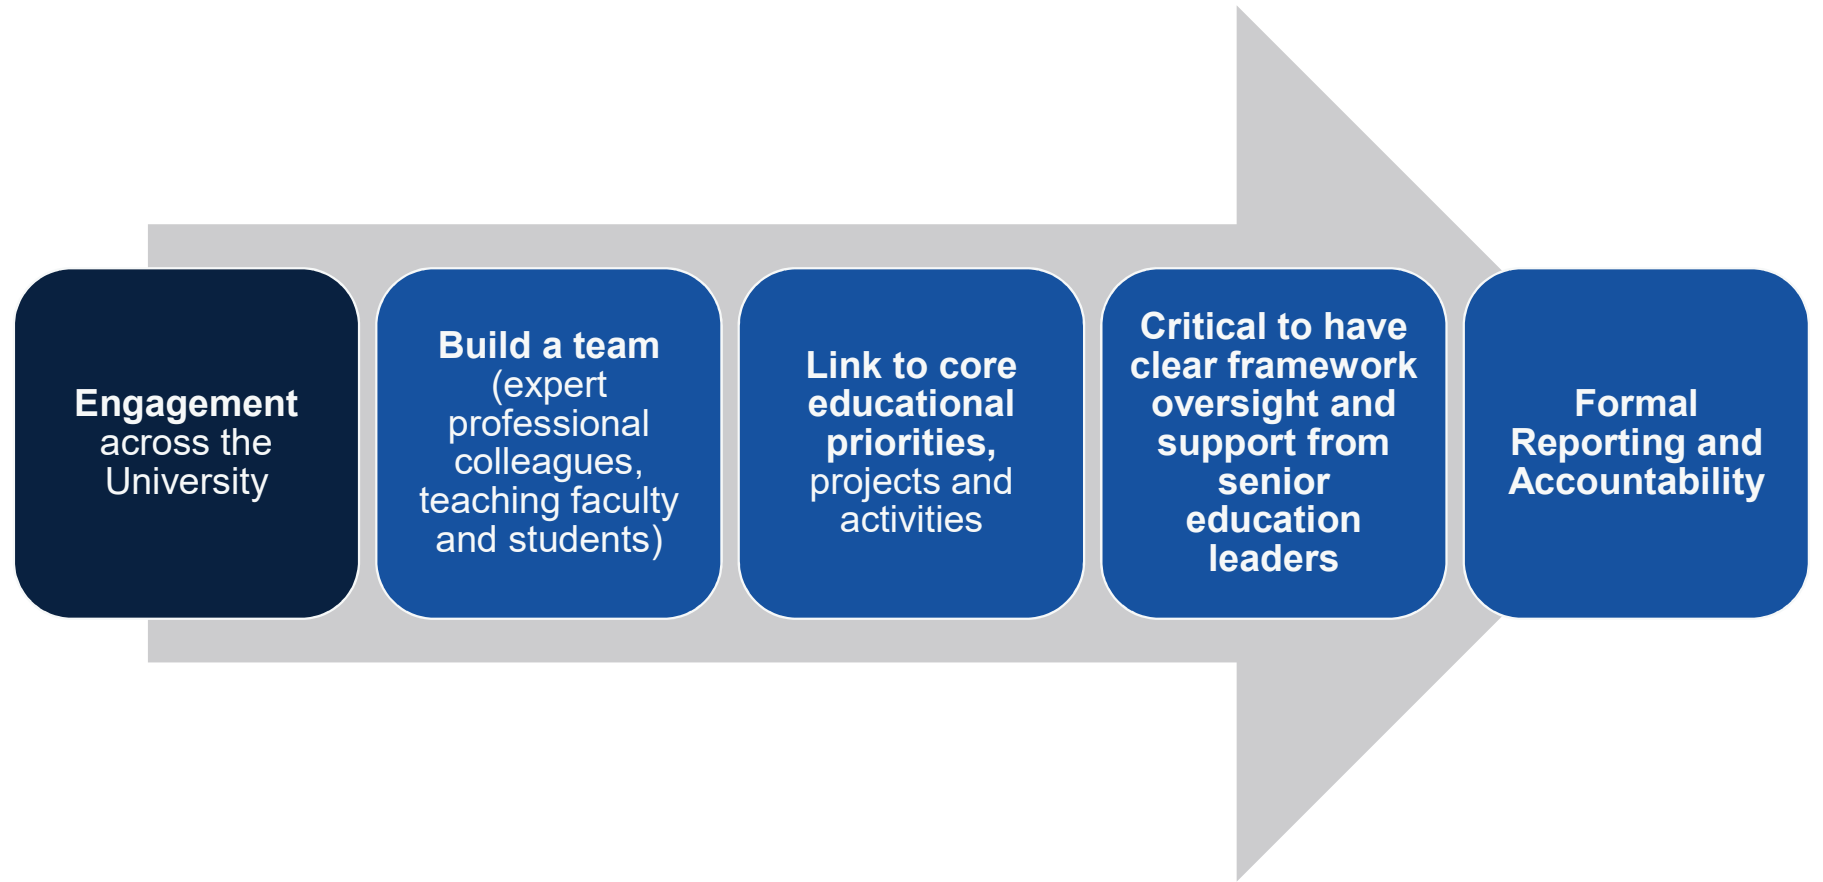 Engagement
across the
University
Build a team
(expert
professional
colleagues,
teaching faculty
and students)
Link to core
educational
priorities,
projects and
activities
Critical to have
clear framework
oversight and
support from
senior
education
leaders
Formal
Reporting and
Accountability